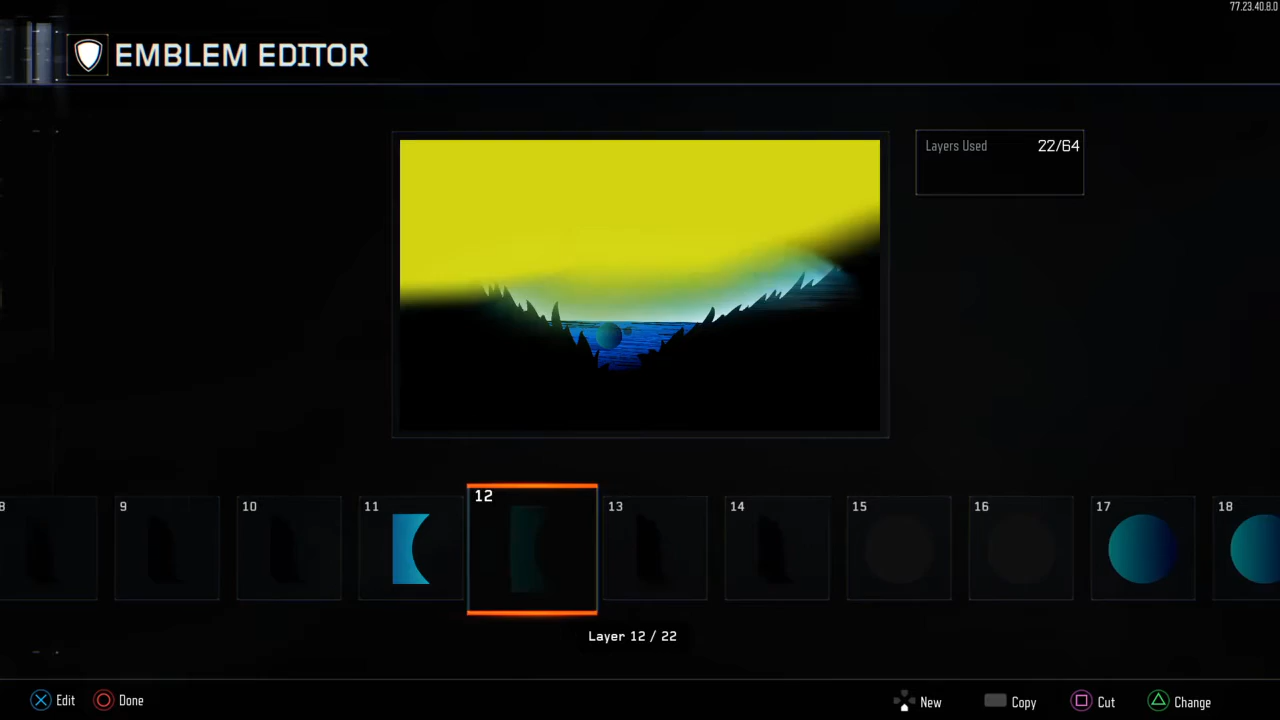 77.23.40.8.0
EMBLEM EDITOR
Layers Used 22/64
8 9 10 11 12 13 14 15 16 17 18
Layer 12 / 22
Edit Done New Copy Cut Change